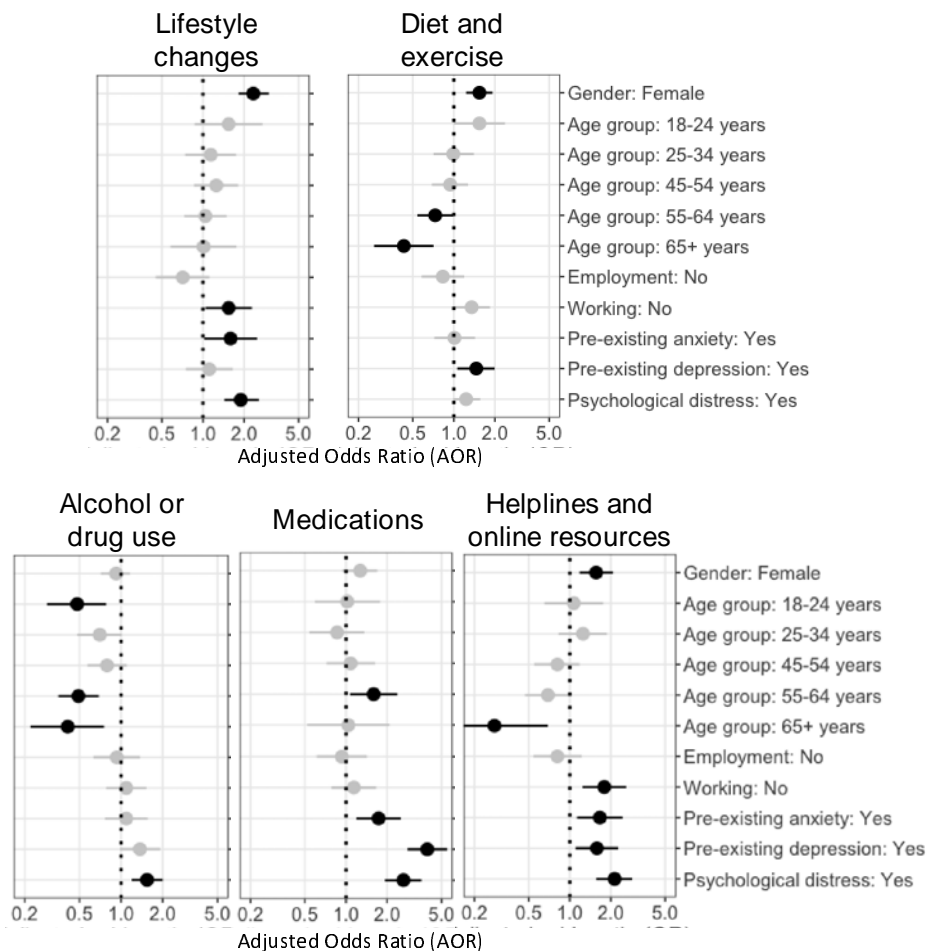 Lifestyle
changes
Diet and
exercise
Gender: Female
Age group: 18-24 years
Age group: 25-34 years
Age group: 45-54 years
Age group: 55-64 years
Age group: 65+ years
Employment: No
Working: No
Pre-existing anxiety: Yes
Pre-existing depression: Yes
Psychological distress: Yes
0.2 0.5 1.0 2.0 5.0 0.2 0.5 1.0 2.0 5.0
Adjusted Odds Ratio (AOR)
Alcohol or
drug use
Medications
Helplines and
online resources
Gender: Female
Age group: 18-24 years
Age group: 25-34 years
Age group: 45-54 years
Age group: 55-64 years
Age group: 65+ years
Employment: No
Working: No
Pre-existing anxiety: Yes
Pre-existing depression: Yes
Psychological distress: Yes
0.2 0.5 1.0 2.0 5.0 0.2 0.5 1.0 2.0 5.0 0.2 0.5 1.0 2.0 5.0
Adjusted Odds Ratio (AOR)